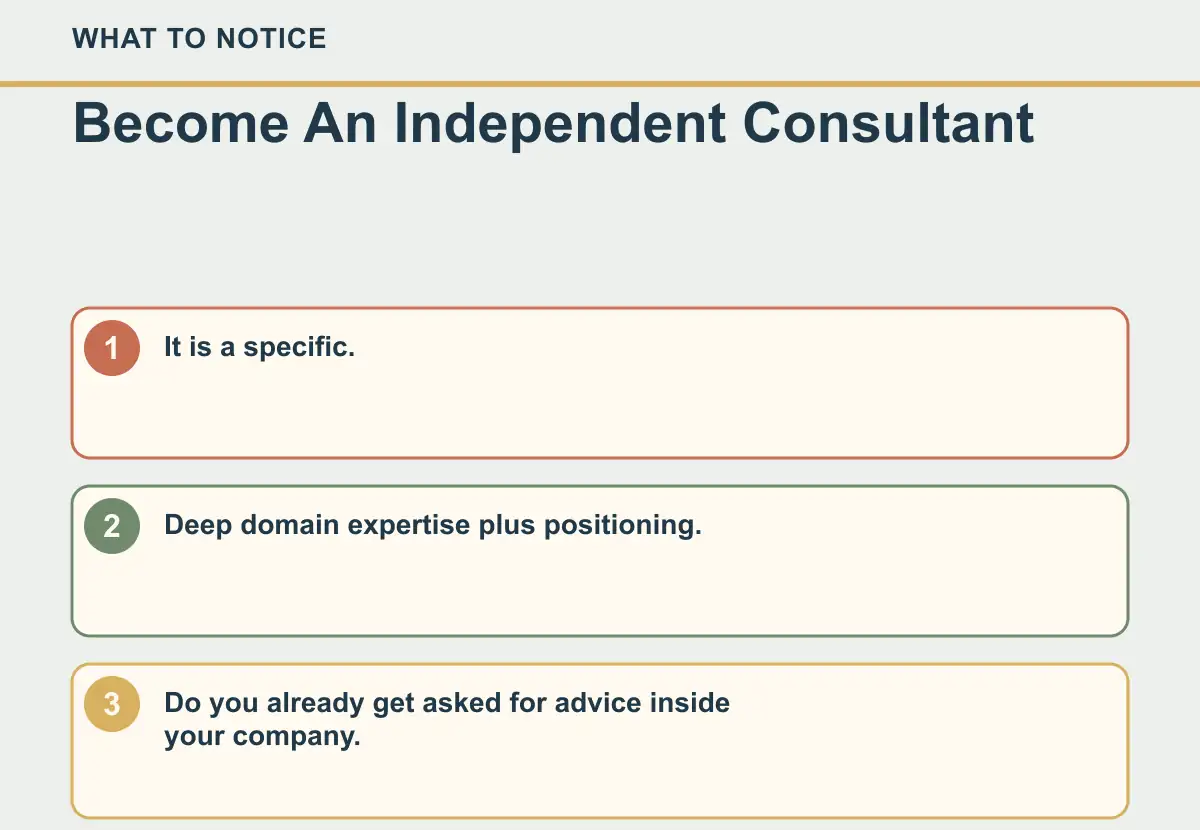 WHAT TO NOTICE
Become An Independent Consultant
1
It is a specific.
2
Deep domain expertise plus positioning.
3
Do you already get asked for advice inside
your company.